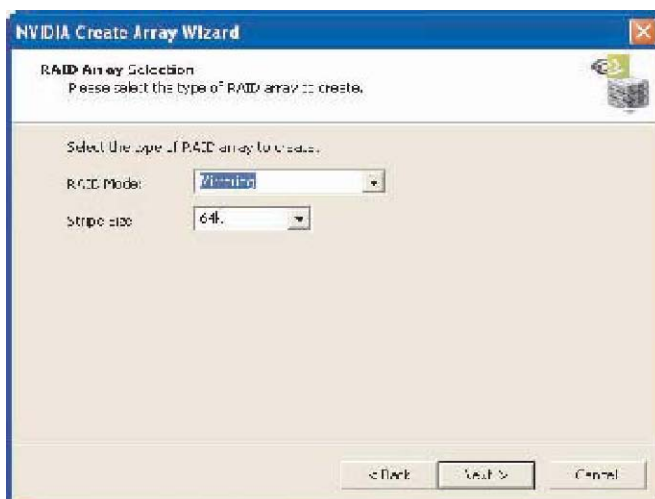 NVIDIA Create Array Wizard
RAID Array Selection
Please select the type of RAID array to create.
Select the type of RAID array to create.
RAID Mode:
Mirroring
Stripe Size
64k
< Back
Next >
Cancel